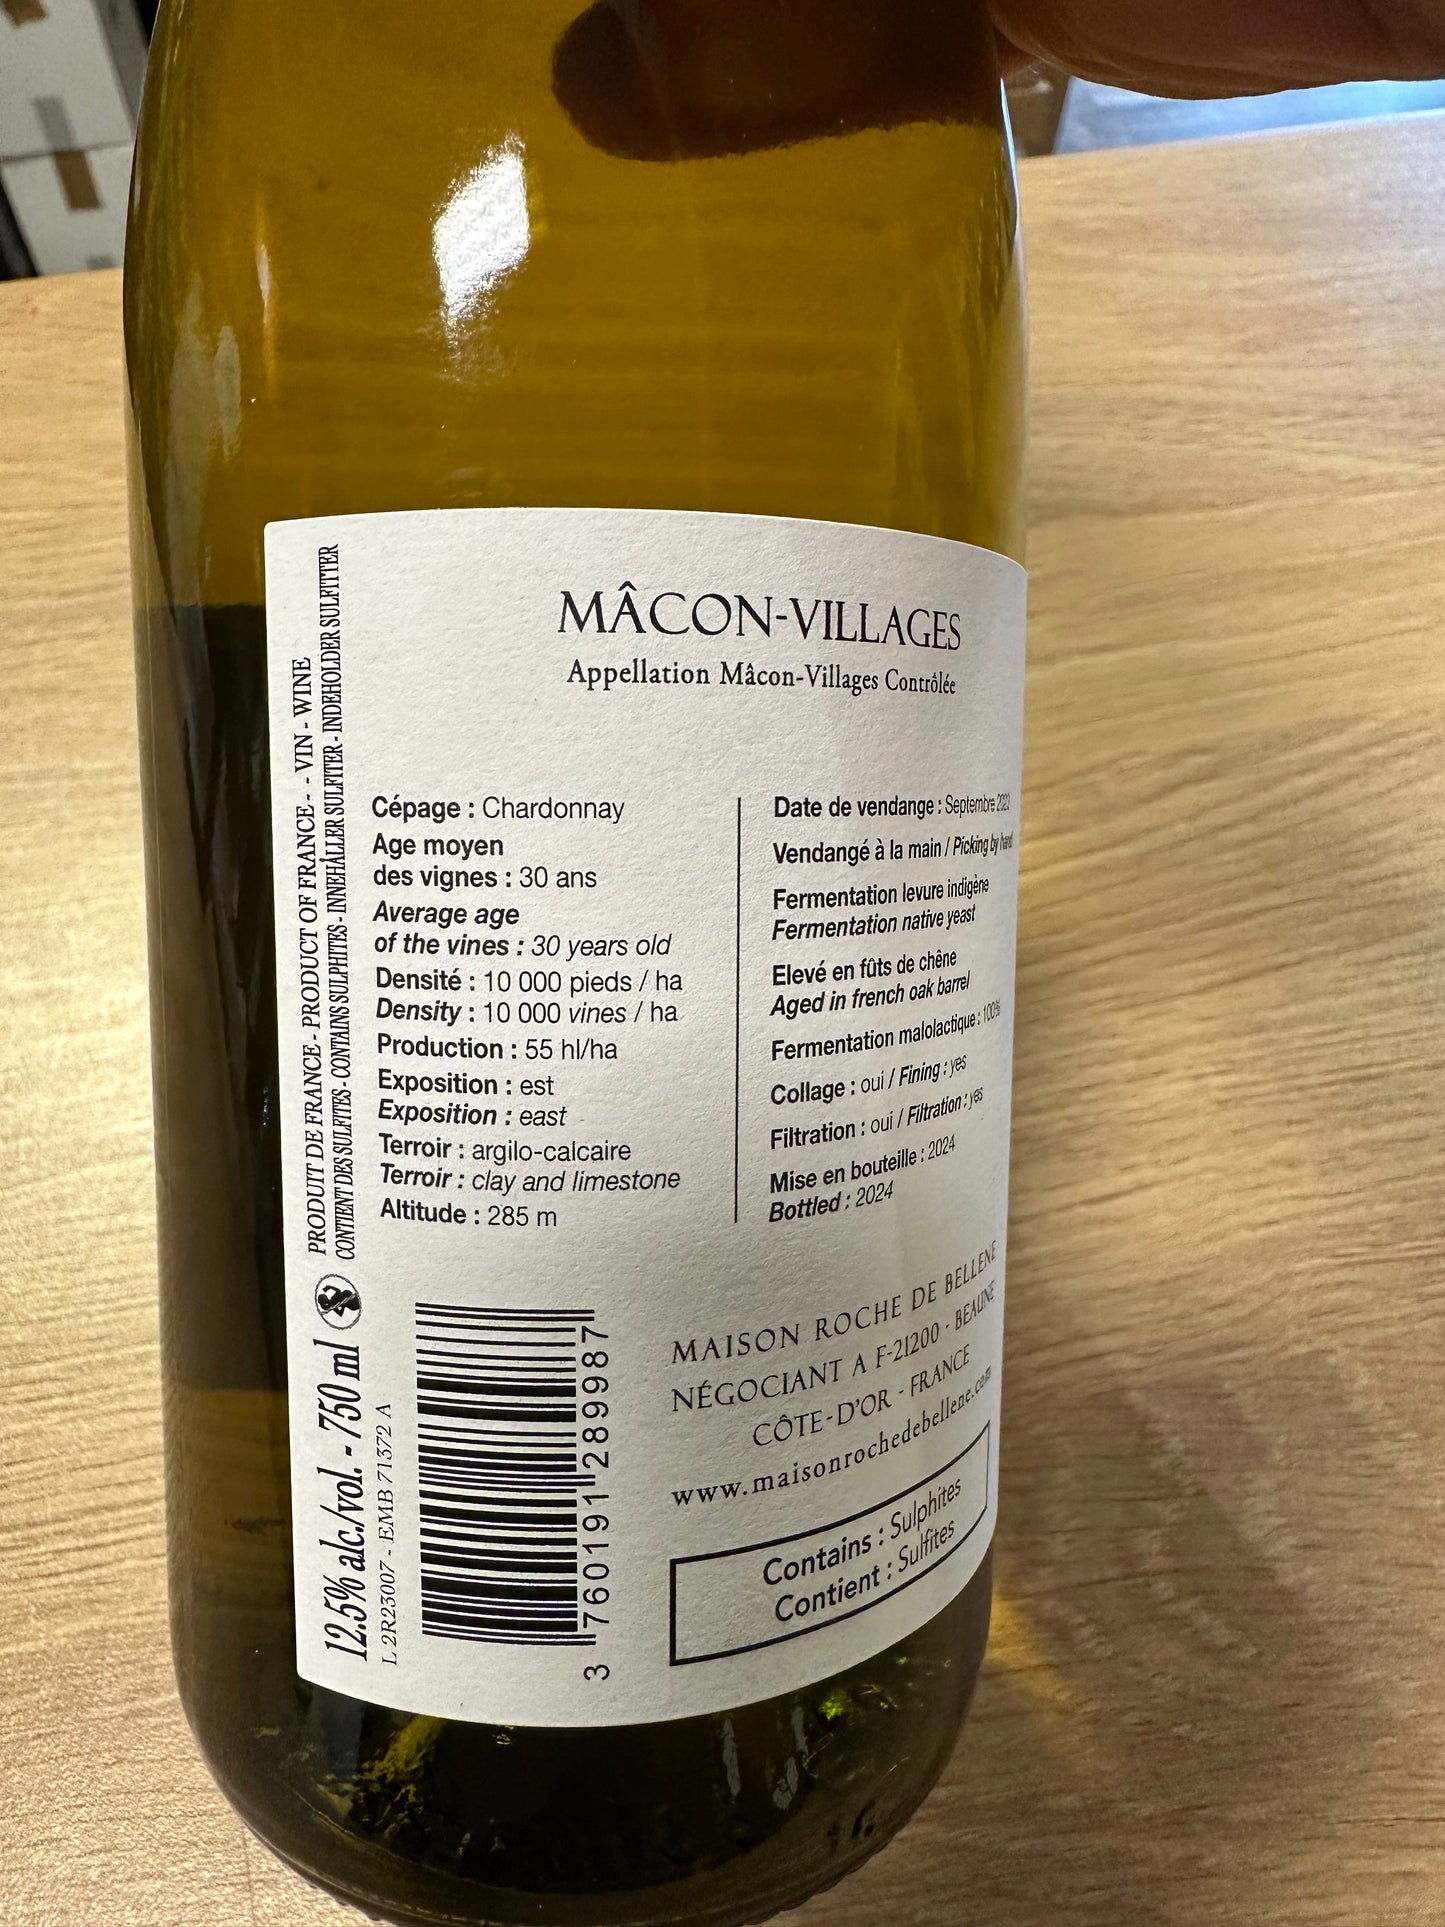 MÂCON-VILLAGES
Appellation Mâcon-Villages Contrôlée
Cépage : Chardonnay
Age moyen
des vignes : 30 ans
Average age
of the vines : 30 years old
Densité : 10 000 pieds / ha
Density : 10 000 vines / ha
Production : 55 hl/ha
Exposition : est
Exposition : east
Terroir : argilo-calcaire
Terroir : clay and limestone
Altitude : 285 m
Date de vendange : Septembre
Vendangé à la main / Picking by hand
Fermentation levure indigène
Fermentation native yeast
Elevé en fûts de chêne
Aged in french oak barrel
Fermentation malolactique : 100%
Collage : oui / Fining : yes
Filtration : oui / Filtration : yes
Mise en bouteille : 2024
Bottled : 2024
MAISON ROCHE DE BELLENE
NÉGOCIANT A F-21200 - BEAUNE
CÔTE-D'OR - FRANCE
www.maisonrochedebellene.com
Contains : Sulphites
Contient : Sulfites
3 760191 289987
PRODUIT DE FRANCE - PRODUCT OF FRANCE - - VIN - WINE
CONTIENT DES SULFITES - CONTAINS SULPHITES - INNEHÅLLER SULFITER - INDEHOLDER SULFITTER
12.5% alc./vol. - 750 ml
L 2R23007 - EMB 71372 A